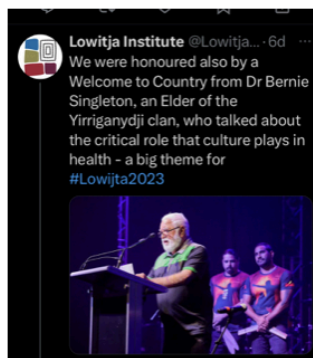 Lowitja Institute @Lowitja... · 6d ...
We were honoured also by a
Welcome to Country from Dr Bernie
Singleton, an Elder of the
Yirriganydji clan, who talked about
the critical role that culture plays in
health - a big theme for
#Lowijta2023